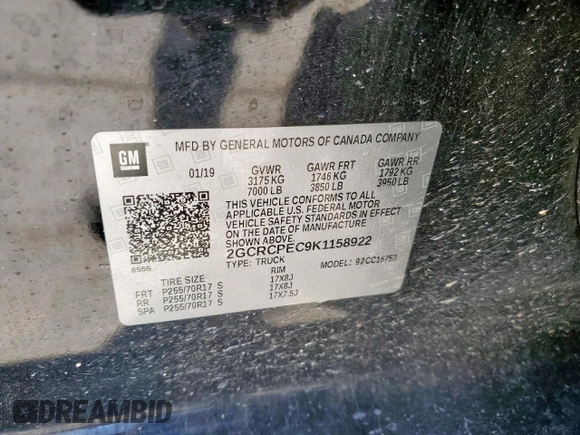 MFD BY GENERAL MOTORS OF CANADA COMPANY
GM
01/19 GVWR GAWR FRT GAWR RR
3175 KG 1746 KG 1792 KG
7000 LB 3850 LB 3950 LB
THIS VEHICLE CONFORMS TO ALL
APPLICABLE U.S. FEDERAL MOTOR
VEHICLE SAFETY STANDARDS IN EFFECT
ON THE DATE OF MANUFACTURE
SHOWN ABOVE.
2GCRCPEC9K1158922
8555 TYPE: TRUCK 92CC15753
TIRE SIZE RIM
FRT P255/70R17 S 17X8J
RR P255/70R17 S 17X8J
SPA P255/70R17 S 17X7.5J
DREAMBID